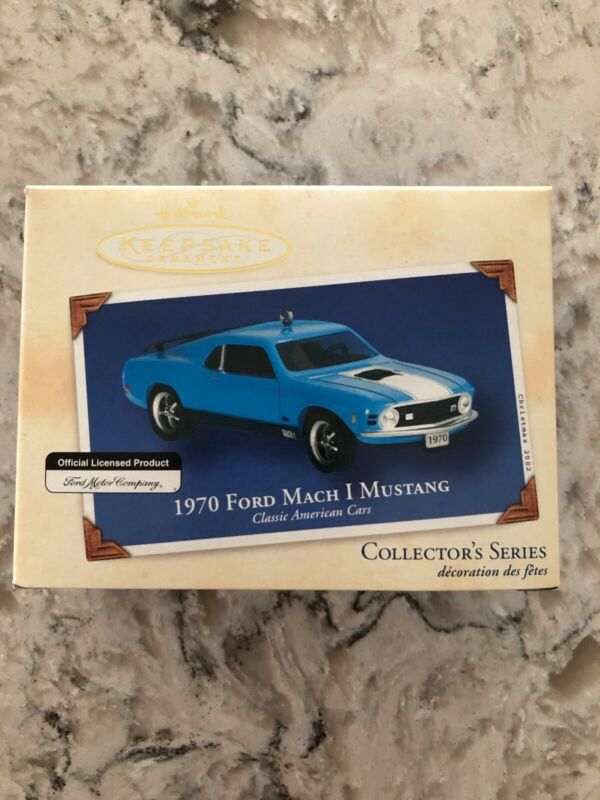 Hallmark
KEEPSAKE
ORNAMENT
Christmas 2002
1970
Mach I
Official Licensed Product
Ford Motor Company,
1970 FORD MACH I MUSTANG
Classic American Cars
COLLECTOR'S SERIES
décoration des fêtes